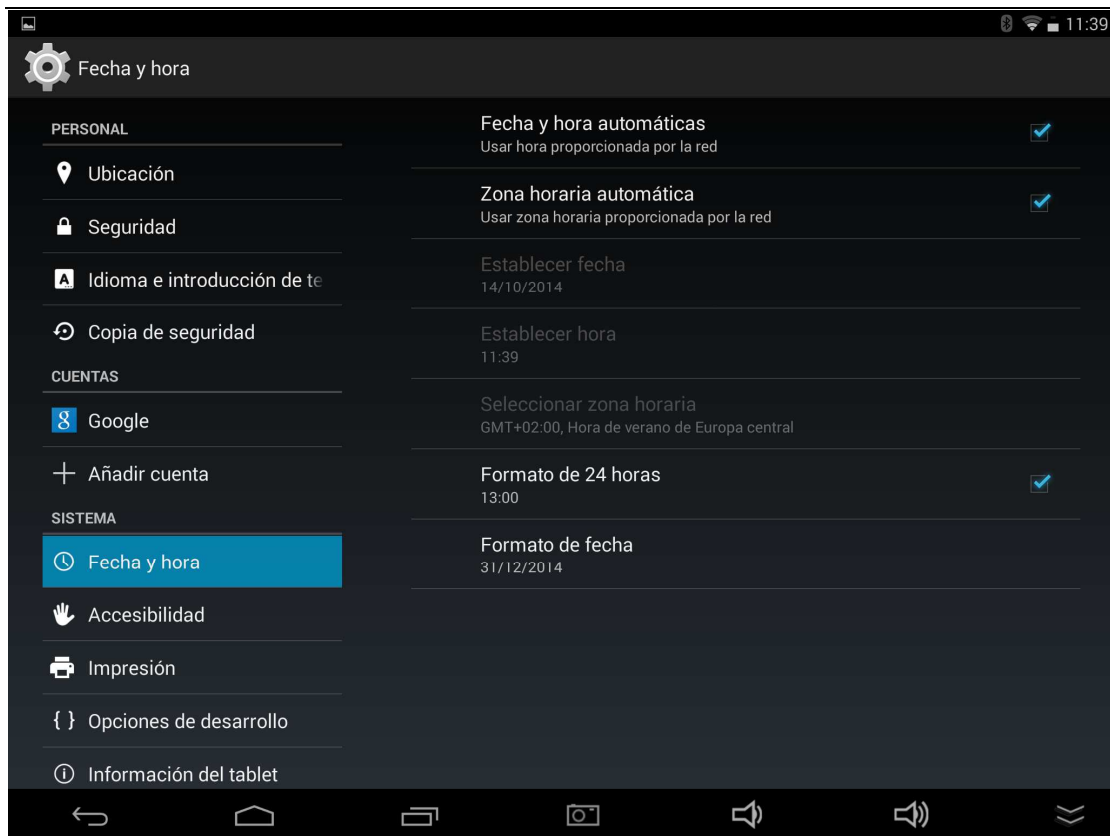 11:39
Fecha y hora
PERSONAL
Ubicación
Seguridad
Idioma e introducción de te
Copia de seguridad
CUENTAS
Google
Añadir cuenta
SISTEMA
Fecha y hora
Accesibilidad
Impresión
{ } Opciones de desarrollo
Información del tablet
Fecha y hora automáticas
Usar hora proporcionada por la red
Zona horaria automática
Usar zona horaria proporcionada por la red
Establecer fecha
14/10/2014
Establecer hora
11:39
Seleccionar zona horaria
GMT+02:00, Hora de verano de Europa central
Formato de 24 horas
13:00
Formato de fecha
31/12/2014